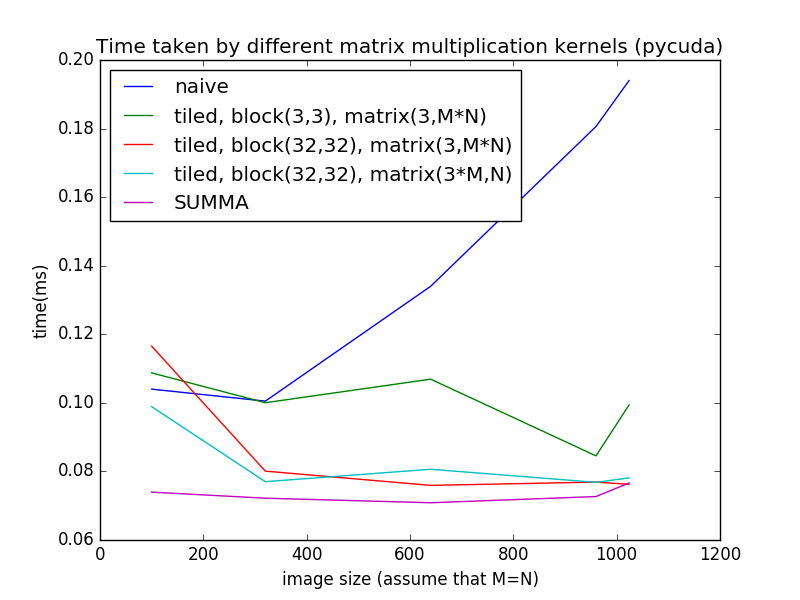 Time taken by different matrix multiplication kernels (pycuda)
0.20
naive
tiled, block(3,3), matrix(3,M*N)
tiled, block(32,32), matrix(3,M*N)
tiled, block(32,32), matrix(3*M,N)
SUMMA
0.18
0.16
0.14
0.12
0.10
0.08
0.06
time(ms)
0 200 400 600 800 1000 1200
image size (assume that M=N)